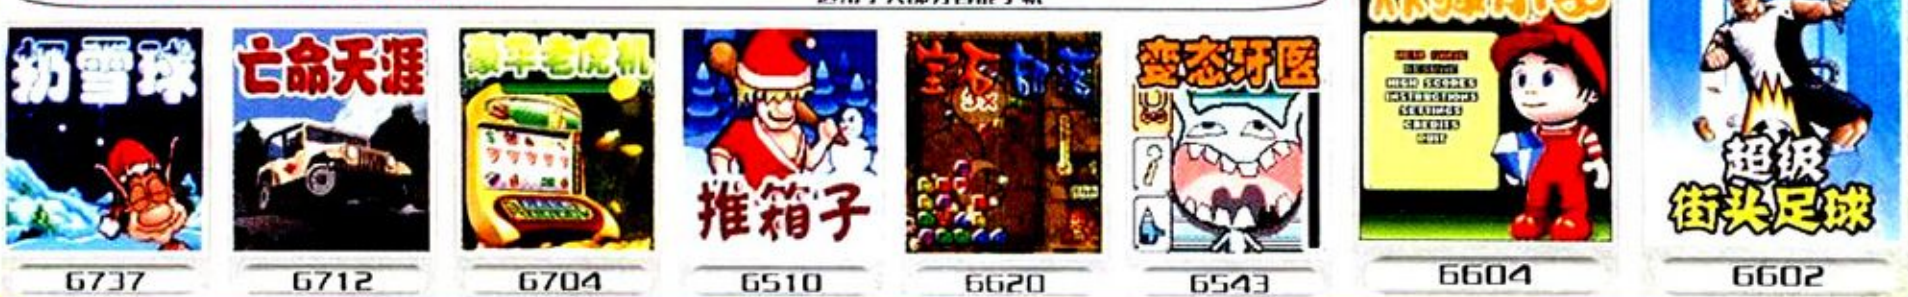 扔雪球
亡命天涯
豪华老虎机
推箱子
变态牙医
HIGH SCORES
INSTRUCTIONS
SETTINGS
CREDITS
超级
街头足球
6737
6712
6704
6510
6620
6543
6604
6602